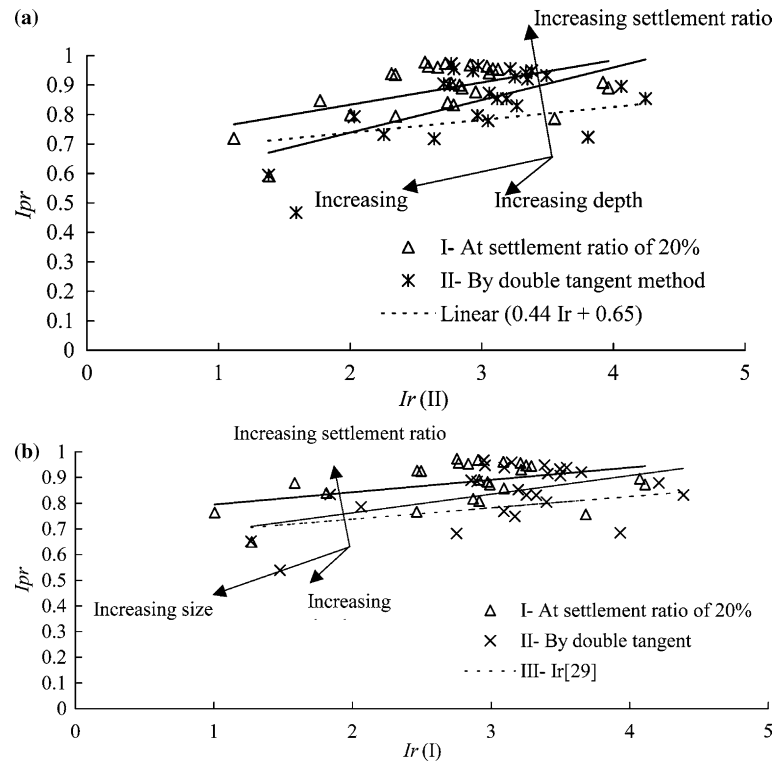 (a)
Increasing settlement ratio
1
0.9
0.8
0.7
0.6
0.5
0.4
0.3
0.2
0.1
0
Ipr
Increasing
Increasing depth
I- At settlement ratio of 20%
II- By double tangent method
Linear (0.44 Ir + 0.65)
0 1 2 3 4 5
Ir (II)
(b)
Increasing settlement ratio
1
0.9
0.8
0.7
0.6
0.5
0.4
0.3
0.2
0.1
0
Ipr
Increasing size
Increasing
I- At settlement ratio of 20%
II- By double tangent
III- Ir[29]
0 1 2 3 4 5
Ir (I)